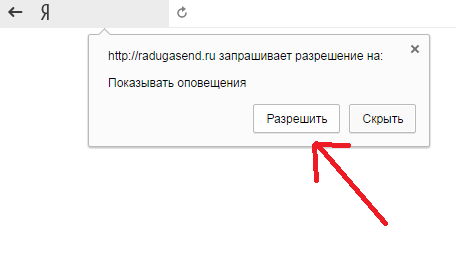 Я
http://radugasend.ru запрашивает разрешение на:
Показывать оповещения
Разрешить Скрыть